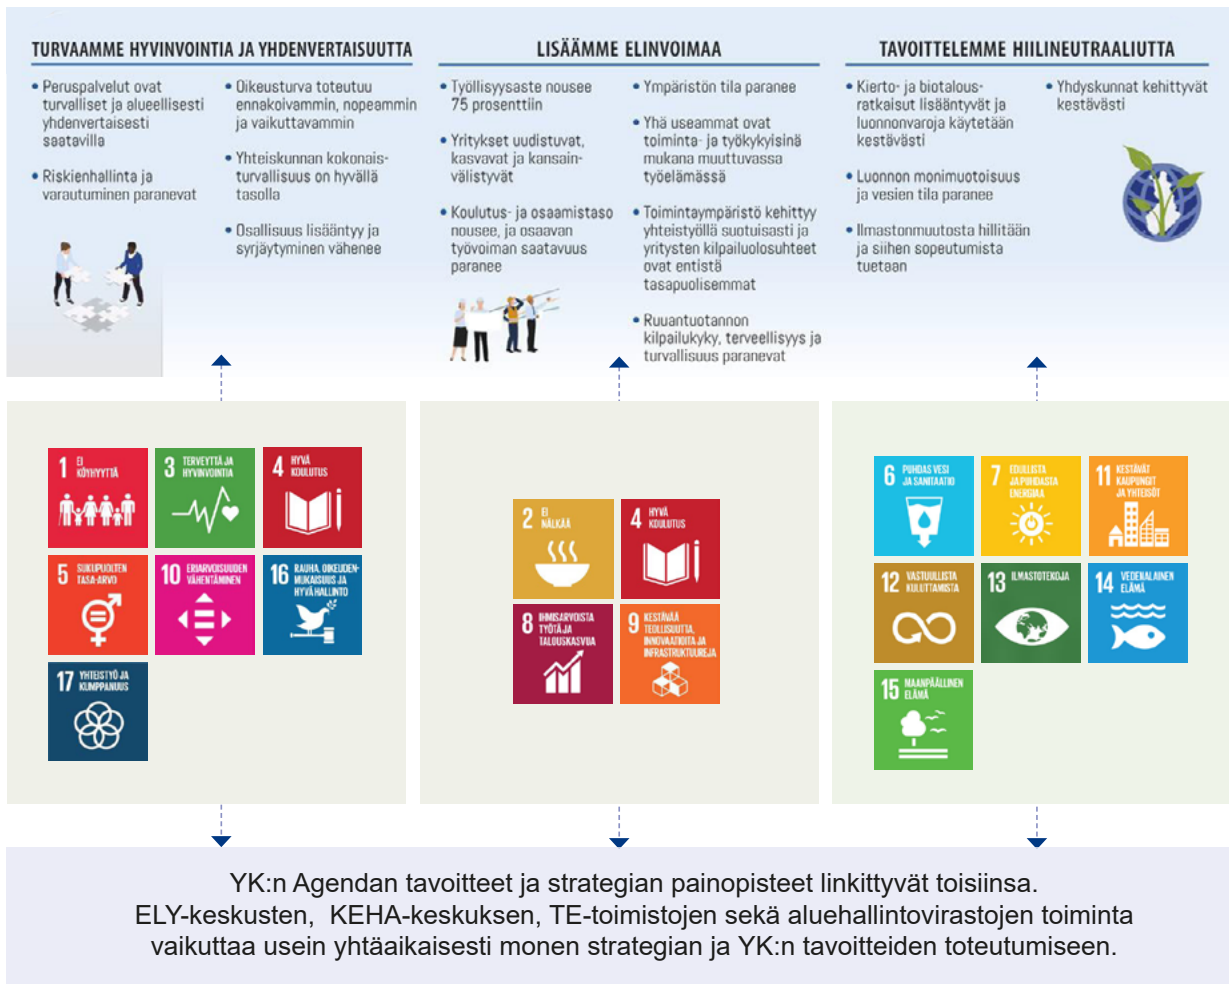 TURVAAMME HYVINVOINTIA JA YHDENVERTAISUUTTA
• Peruspalvelut ovat
turvalliset ja alueellisesti
yhdenvertaisesti
saatavilla
• Riskienhallinta ja
varautuminen paranevat
• Oikeusturva toteutuu
ennakoivammin, nopeammin
ja vaikuttavammin
• Yhteiskunnan kokonais-
turvallisuus on hyvällä
tasolla
• Osallisuus lisääntyy ja
syrjäytyminen vähenee
LISÄÄMME ELINVOIMAA
• Työllisyysaste nousee
75 prosenttiin
• Yritykset uudistuvat,
kasvavat ja kansain-
välistyvät
• Koulutus- ja osaamistaso
nousee, ja osaavan
työvoiman saatavuus
paranee
• Ympäristön tila paranee
• Yhä useammat ovat
toiminta- ja työkykyisinä
mukana muuttuvassa
työelämässä
• Toimintaympäristö kehittyy
yhteistyöllä suotuisasti ja
yritysten kilpailuolosuhteet
ovat entistä
tasapuolisemmat
• Ruuantuotannon
kilpailukyky, terveellisyys ja
turvallisuus paranevat
TAVOITTELEMME HIILINEUTRAALIUTTA
• Kierto- ja biotalous-
ratkaisut lisääntyvät ja
luonnonvaroja käytetään
kestävästi
• Luonnon monimuotoisuus
ja vesien tila paranee
• Ilmastonmuutosta hillitään
ja siihen sopeutumista
tuetaan
• Yhdyskunnat kehittyvät
kestävästi
1 EI
KÖYHYYTTÄ
3 TERVEYTTÄ JA
HYVINVOINTIA
4 HYVÄ
KOULUTUS
5 SUKUPUOLTEN
TASA-ARVO
10 ERIARVOISUUDEN
VÄHENTÄMINEN
16 RAUHA, OIKEUDEN-
MUKAISUUS JA
HYVÄ HALLINTO
17 YHTEISTYÖ JA
KUMPPANUUS
2 EI
NÄLKÄÄ
4 HYVÄ
KOULUTUS
8 IHMISARVOISTA
TYÖTÄ JA
TALOUSKASVUA
9 KESTÄVÄÄ
TEOLLISUUTTA,
INNOVAATIOITA JA
INFRASTRUKTUUREJA
6 PUHDAS VESI
JA SANITAATIO
7 EDULLISTA
JA PUHDASTA
ENERGIAA
11 KESTÄVÄT
KAUPUNGIT
JA YHTEISÖT
12 VASTUULLISTA
KULUTTAMISTA
13 ILMASTOTEKOJA
14 VEDENALAINEN
ELÄMÄ
15 MAANPÄÄLLINEN
ELÄMÄ
YK:n Agendan tavoitteet ja strategian painopisteet linkittyvät toisiinsa.
ELY-keskusten, KEHA-keskuksen, TE-toimistojen sekä aluehallintovirastojen toiminta
vaikuttaa usein yhtäaikaisesti monen strategian ja YK:n tavoitteiden toteutumiseen.